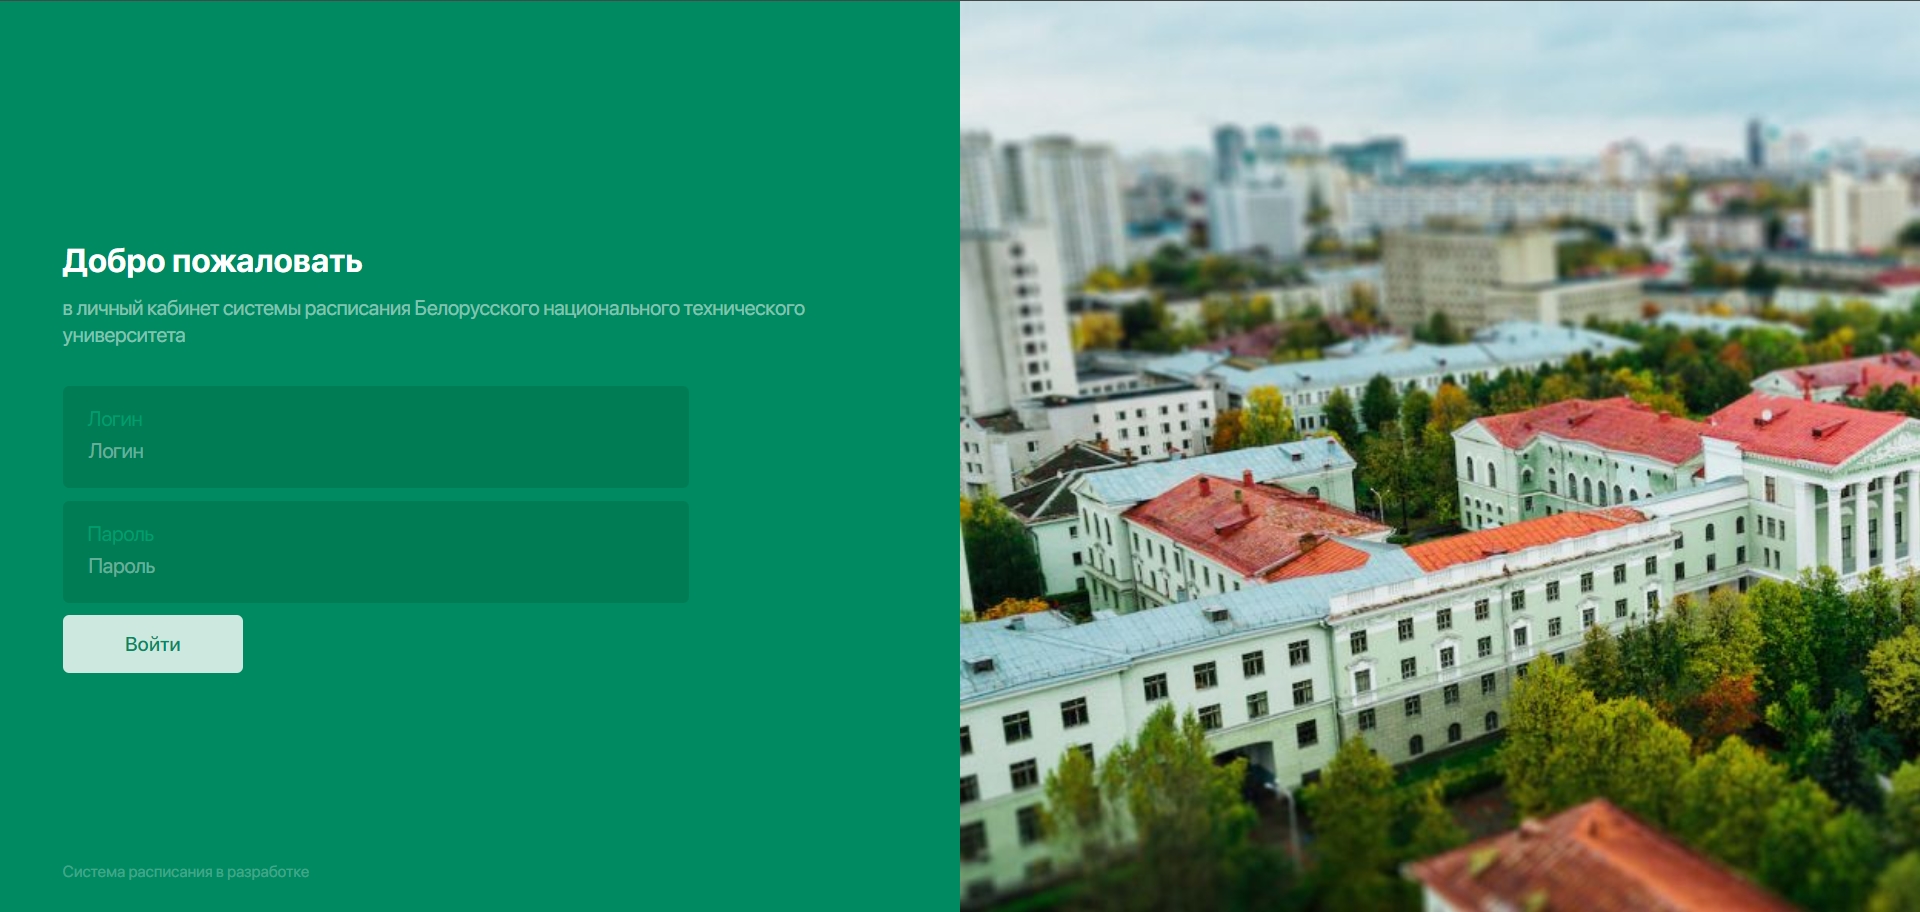 Добро пожаловать
в личный кабинет системы расписания Белорусского национального технического
университета
Логин
Логин
Пароль
Пароль
Войти
Система расписания в разработке